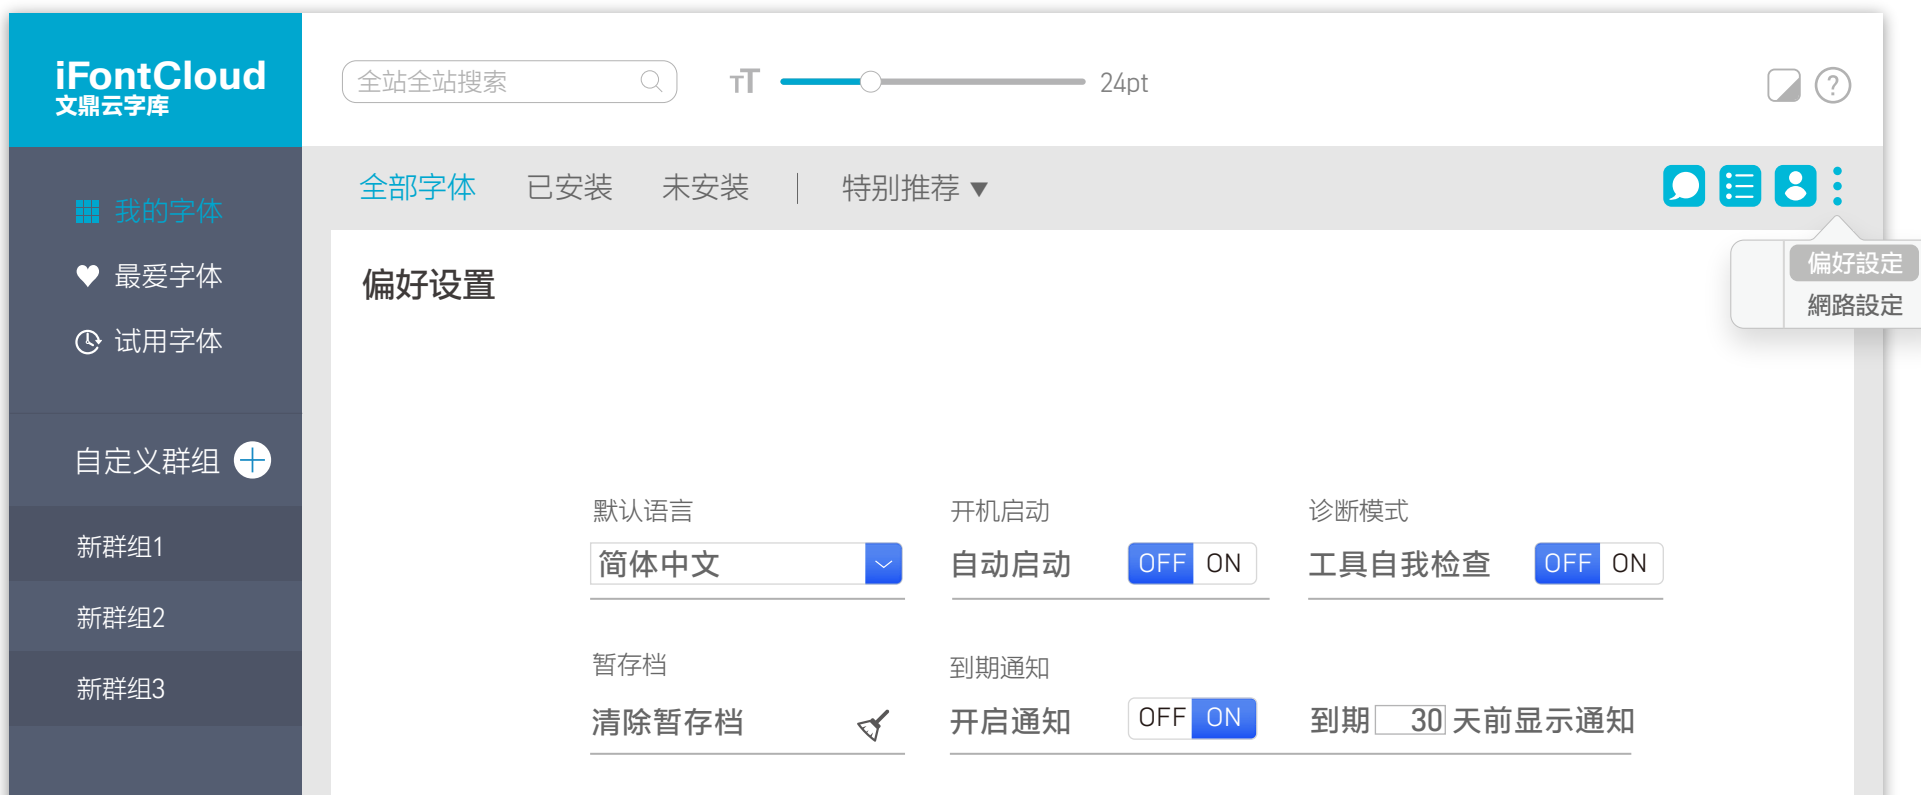 iFontCloud
文鼎云字库
全站全站搜索
TT
24pt
?
我的字体
最爱字体
试用字体
自定义群组
新群组1
新群组2
新群组3
全部字体 已安装 未安装 | 特别推荐▼
偏好設定
網路設定
偏好设置
默认语言 开机启动 诊断模式
简体中文 自动启动 OFF ON 工具自我检查 OFF ON
暂存档 到期通知
清除暂存档 开启通知 OFF ON 到期 30 天前显示通知